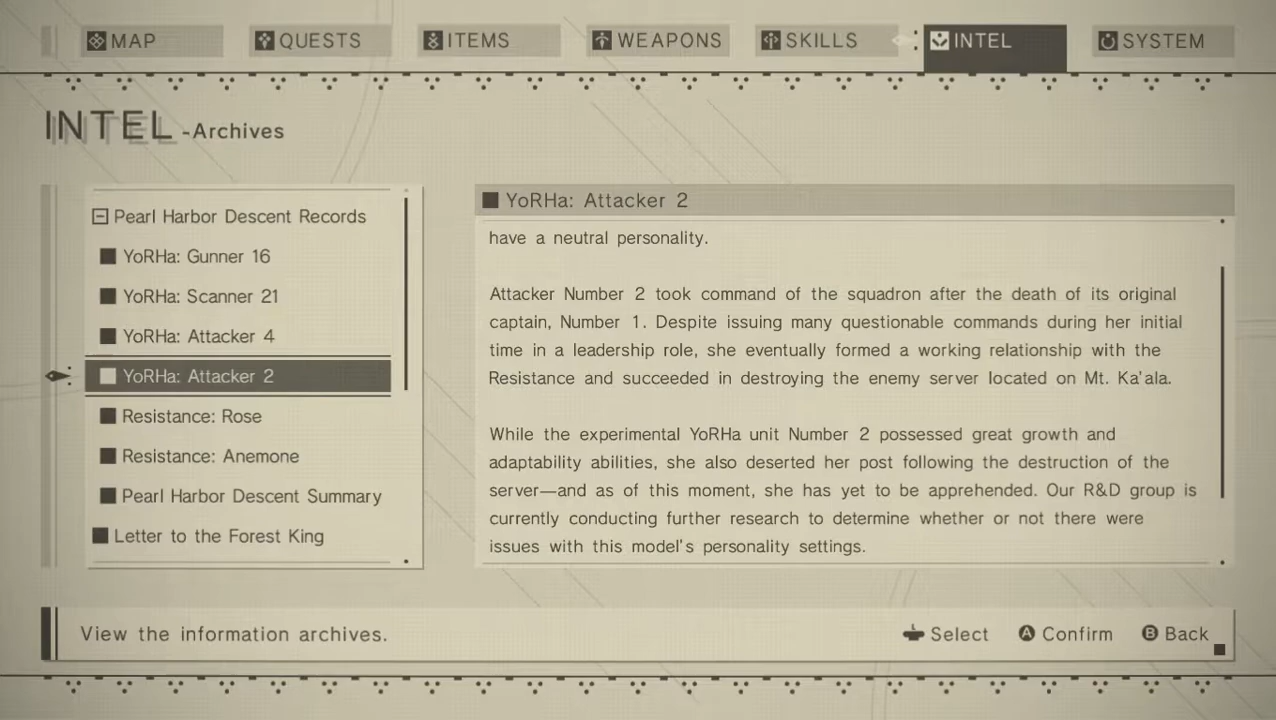 MAP
QUESTS
ITEMS
WEAPONS
SKILLS
INTEL
SYSTEM
INTEL -Archives
Pearl Harbor Descent Records
YoRHa: Gunner 16
YoRHa: Scanner 21
YoRHa: Attacker 4
YoRHa: Attacker 2
Resistance: Rose
Resistance: Anemone
Pearl Harbor Descent Summary
Letter to the Forest King
YoRHa: Attacker 2
have a neutral personality.
Attacker Number 2 took command of the squadron after the death of its original
captain, Number 1. Despite issuing many questionable commands during her initial
time in a leadership role, she eventually formed a working relationship with the
Resistance and succeeded in destroying the enemy server located on Mt. Ka'ala.
While the experimental YoRHa unit Number 2 possessed great growth and
adaptability abilities, she also deserted her post following the destruction of the
server—and as of this moment, she has yet to be apprehended. Our R&D group is
currently conducting further research to determine whether or not there were
issues with this model's personality settings.
View the information archives.
L Select
A Confirm
B Back